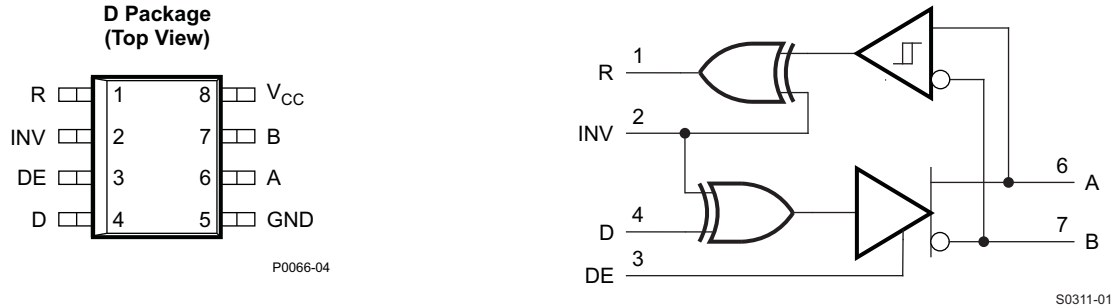 D Package
(Top View)
R 1 8 VCC
INV 2 7 B
DE 3 6 A
D 4 5 GND
P0066-04
R 1
INV 2
6 A
D 4
7 B
DE 3
S0311-01